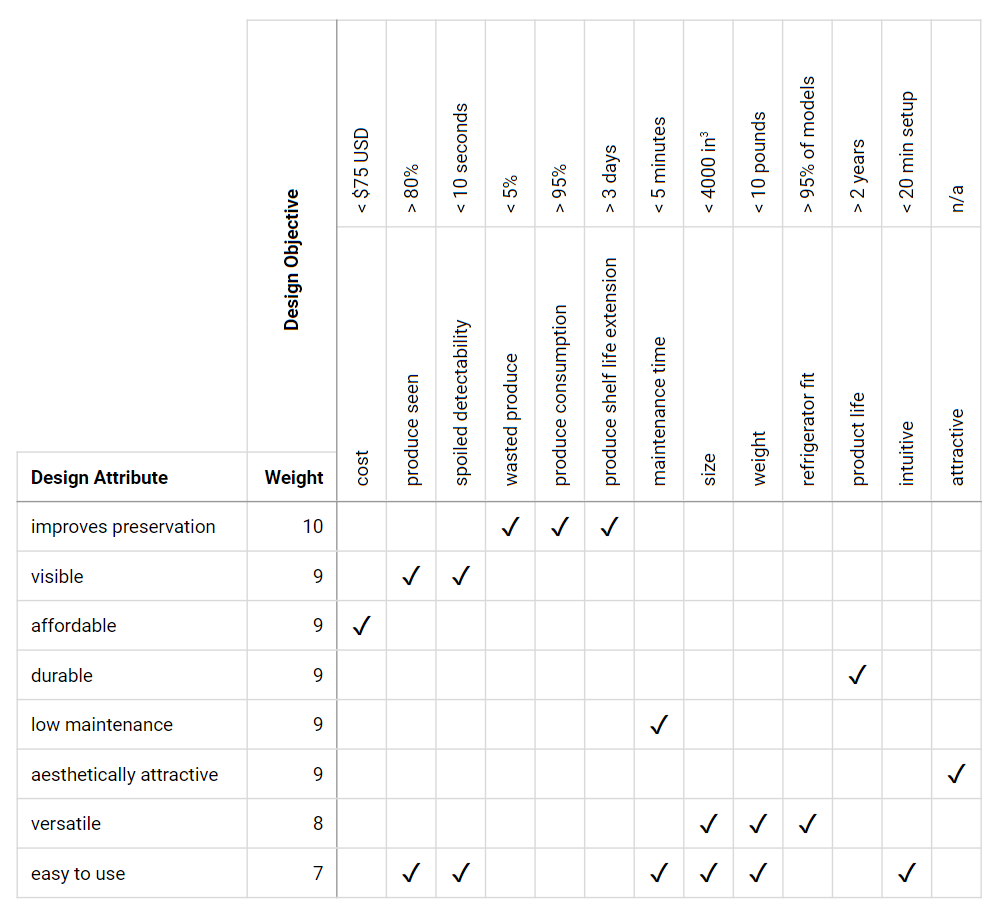 Design Objective
< $75 USD
> 80%
< 10 seconds
< 5%
> 95%
> 3 days
< 5 minutes
< 4000 in³
< 10 pounds
> 95% of models
> 2 years
< 20 min setup
n/a
Design Attribute Weight
cost
produce seen
spoiled detectability
wasted produce
produce consumption
produce shelf life extension
maintenance time
size
weight
refrigerator fit
product life
intuitive
attractive
improves preservation 10 ✓ ✓ ✓
visible 9 ✓ ✓
affordable 9 ✓
durable 9 ✓
low maintenance 9 ✓
aesthetically attractive 9 ✓
versatile 8 ✓ ✓ ✓
easy to use 7 ✓ ✓ ✓ ✓ ✓ ✓